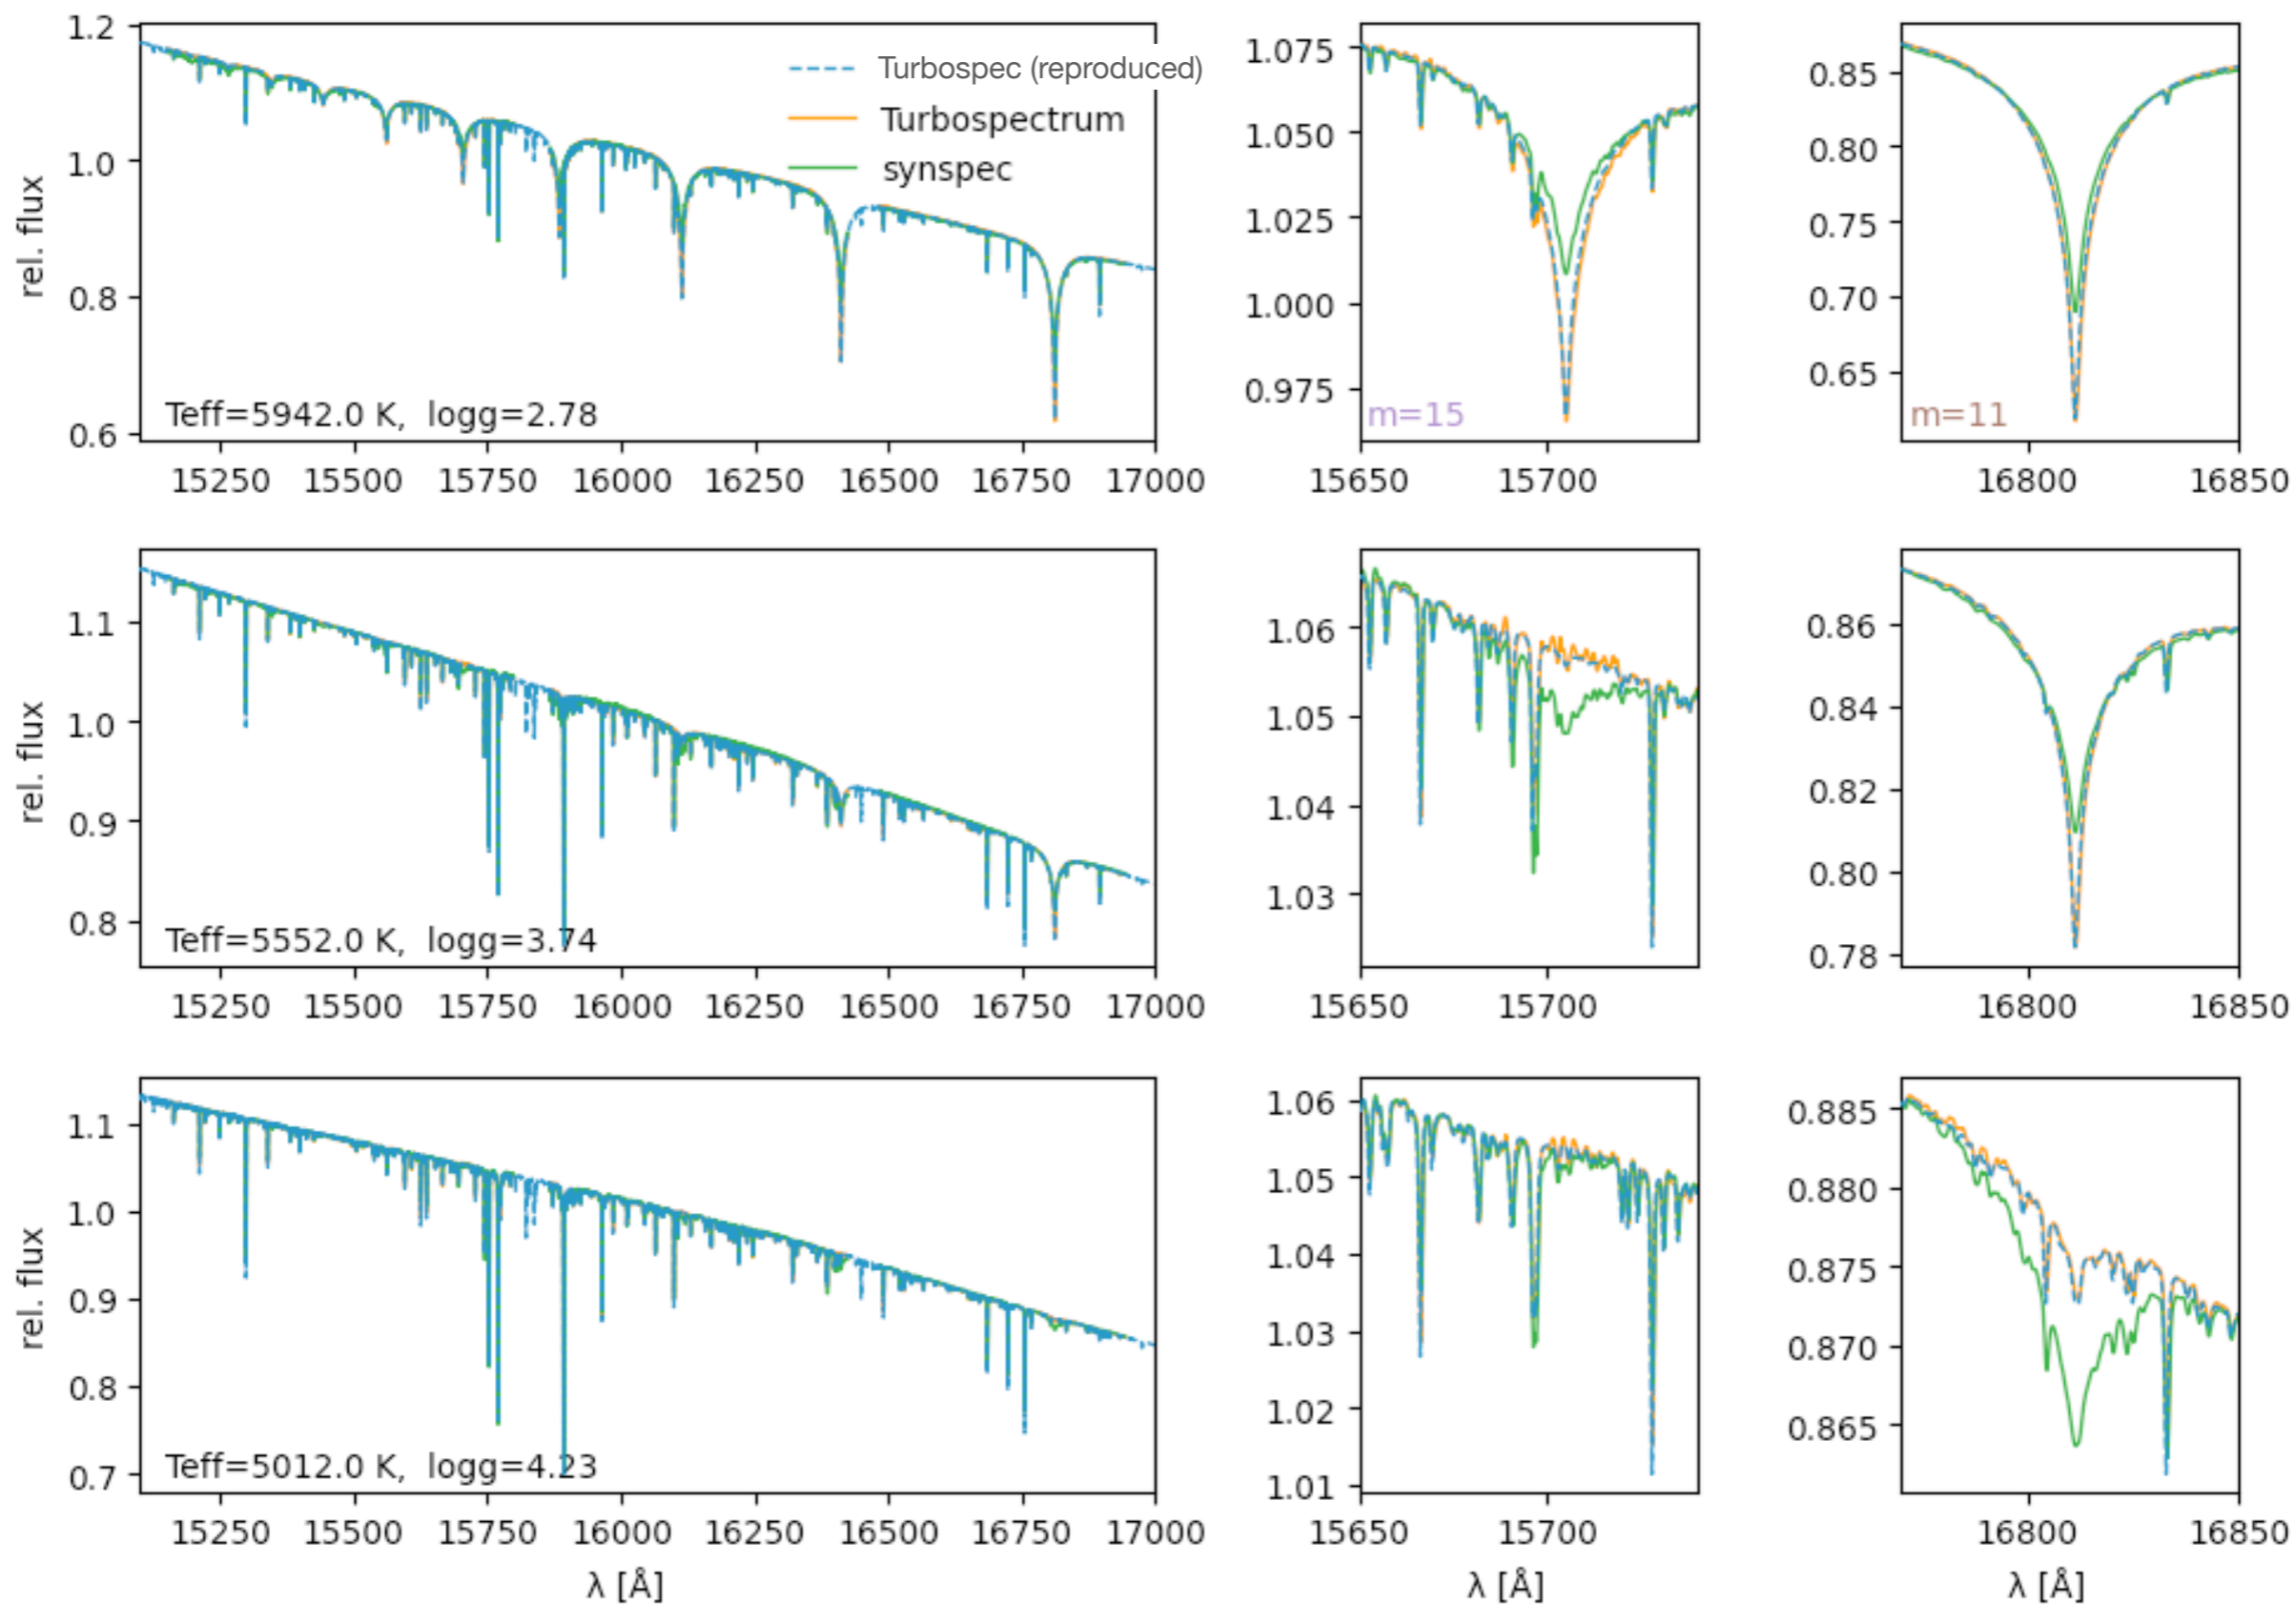 Turbospec (reproduced)
Turbospectrum
synspec
rel. flux
1.2
1.0
0.8
0.6
Teff=5942.0 K, logg=2.78
15250 15500 15750 16000 16250 16500 16750 17000
1.075
1.050
1.025
1.000
0.975
m=15
15650 15700
0.85
0.80
0.75
0.70
0.65
m=11
16800 16850
rel. flux
1.1
1.0
0.9
0.8
Teff=5552.0 K, logg=3.74
15250 15500 15750 16000 16250 16500 16750 17000
1.06
1.05
1.04
1.03
15650 15700
0.86
0.84
0.82
0.80
0.78
16800 16850
rel. flux
1.1
1.0
0.9
0.8
0.7
Teff=5012.0 K, logg=4.23
15250 15500 15750 16000 16250 16500 16750 17000
λ [Å]
1.06
1.05
1.04
1.03
1.02
1.01
15650 15700
λ [Å]
0.885
0.880
0.875
0.870
0.865
16800 16850
λ [Å]